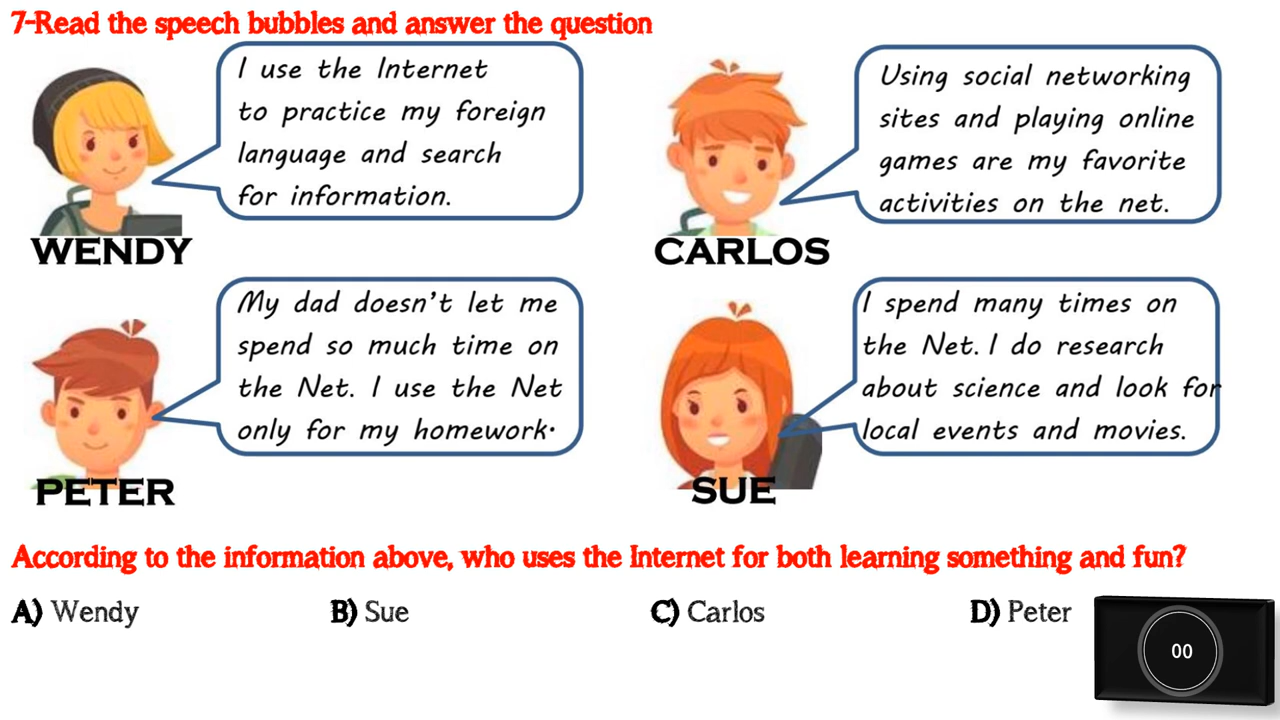 7-Read the speech bubbles and answer the question
I use the Internet
to practice my foreign
language and search
for information.
WENDY
Using social networking
sites and playing online
games are my favorite
activities on the net.
CARLOS
My dad doesn't let me
spend so much time on
the Net. I use the Net
only for my homework.
PETER
I spend many times on
the Net. I do research
about science and look for
local events and movies.
SUE
According to the information above, who uses the Internet for both learning something and fun?
A) Wendy
B) Sue
C) Carlos
D) Peter
00